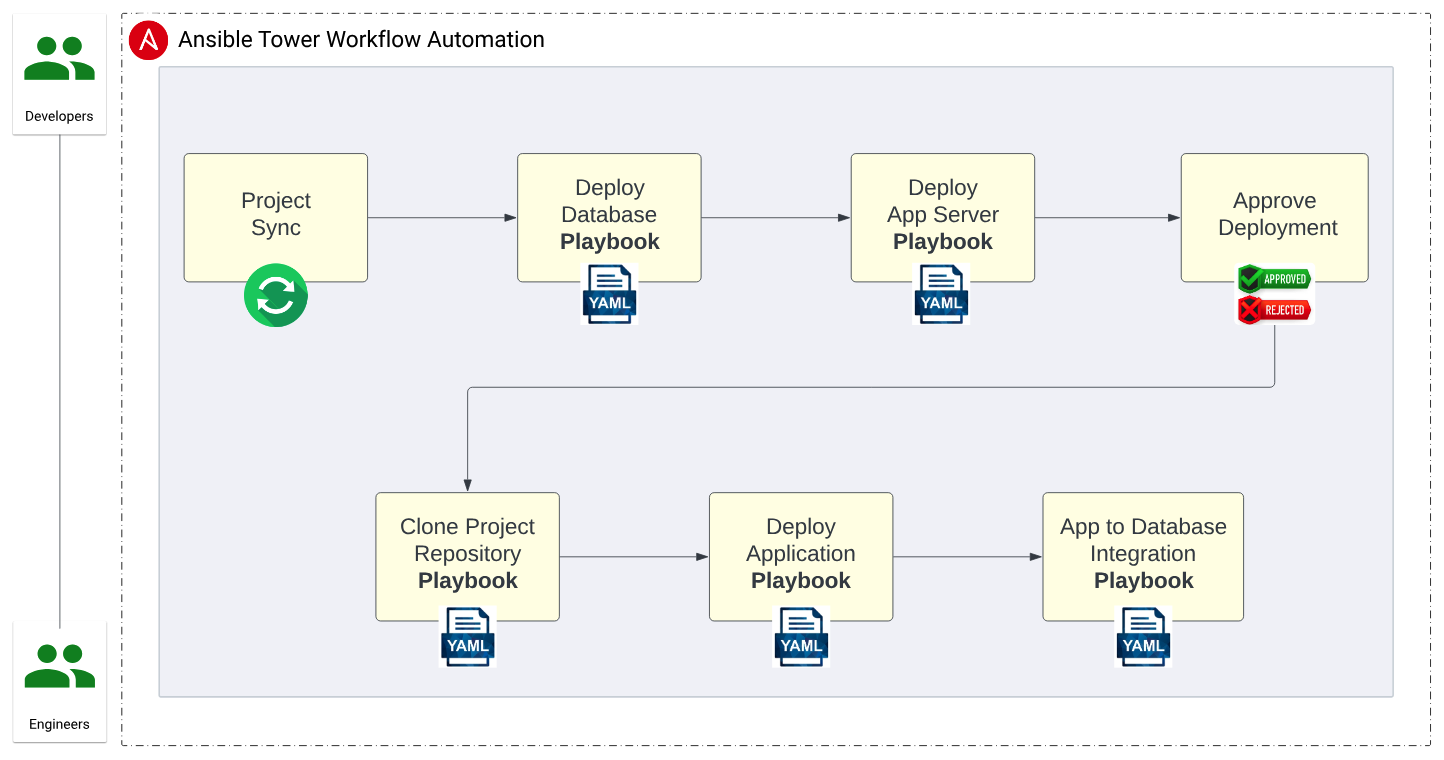 Ansible Tower Workflow Automation
Developers
Project
Sync
Deploy
Database
Playbook
YAML
Deploy
App Server
Playbook
YAML
Approve
Deployment
APPROVED
REJECTED
Clone Project
Repository
Playbook
YAML
Deploy
Application
Playbook
YAML
App to Database
Integration
Playbook
YAML
Engineers